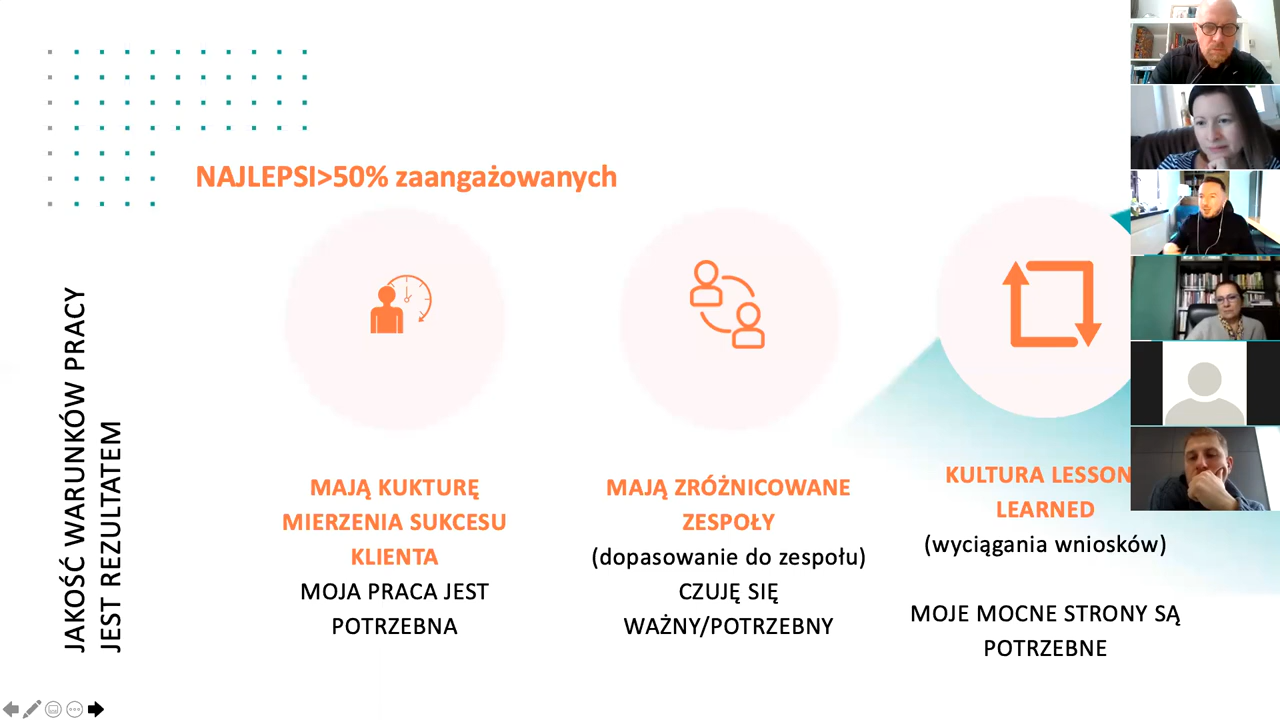 NAJLEPSI>50% zaangażowanych
JAKOŚĆ WARUNKÓW PRACY
JEST REZULTATEM
MAJĄ KUKTURĘ
MIERZENIA SUKCESU
KLIENTA
MOJA PRACA JEST
POTRZEBNA
MAJĄ ZRÓŻNICOWANE
ZESPOŁY
(dopasowanie do zespołu)
CZUJĘ SIĘ
WAŻNY/POTRZEBNY
KULTURA LESSON
LEARNED
(wyciągania wniosków)
MOJE MOCNE STRONY SĄ
POTRZEBNE